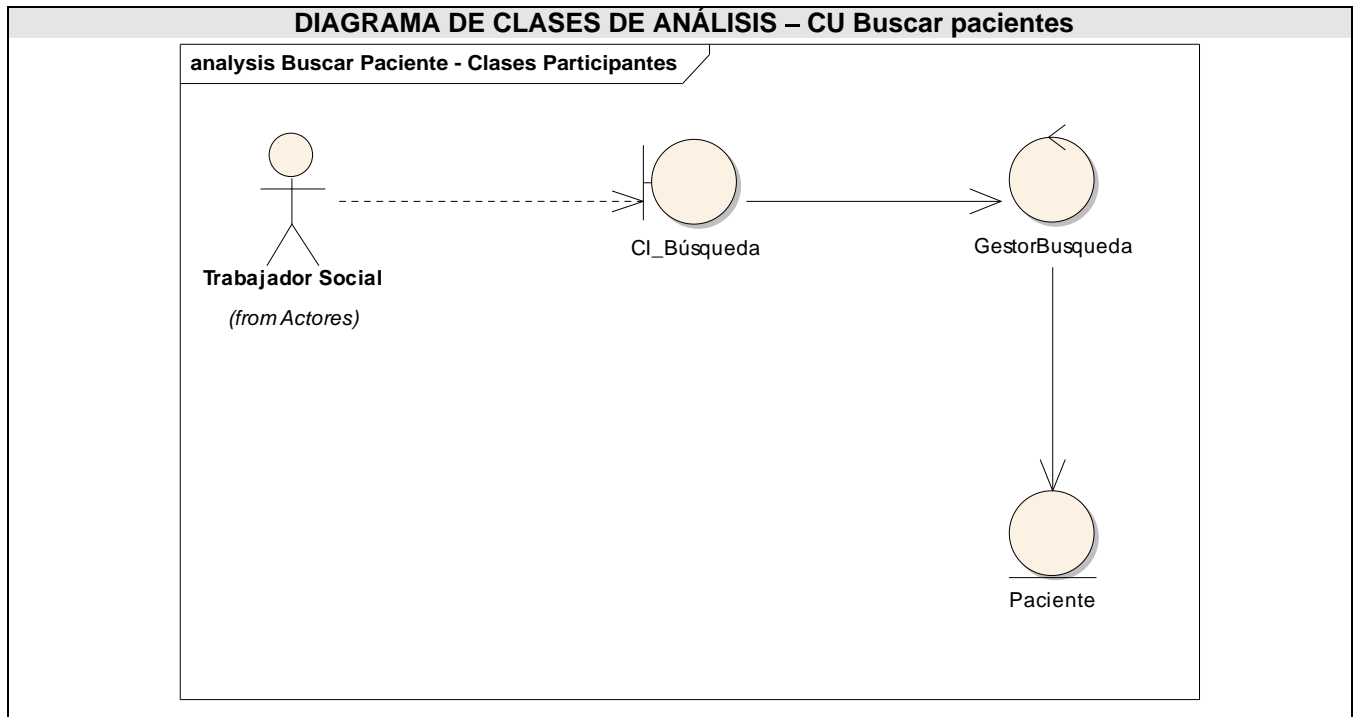 DIAGRAMA DE CLASES DE ANÁLISIS – CU Buscar pacientes
analysis Buscar Paciente - Clases Participantes
CI_Búsqueda
GestorBusqueda
Trabajador Social
(from Actores)
Paciente